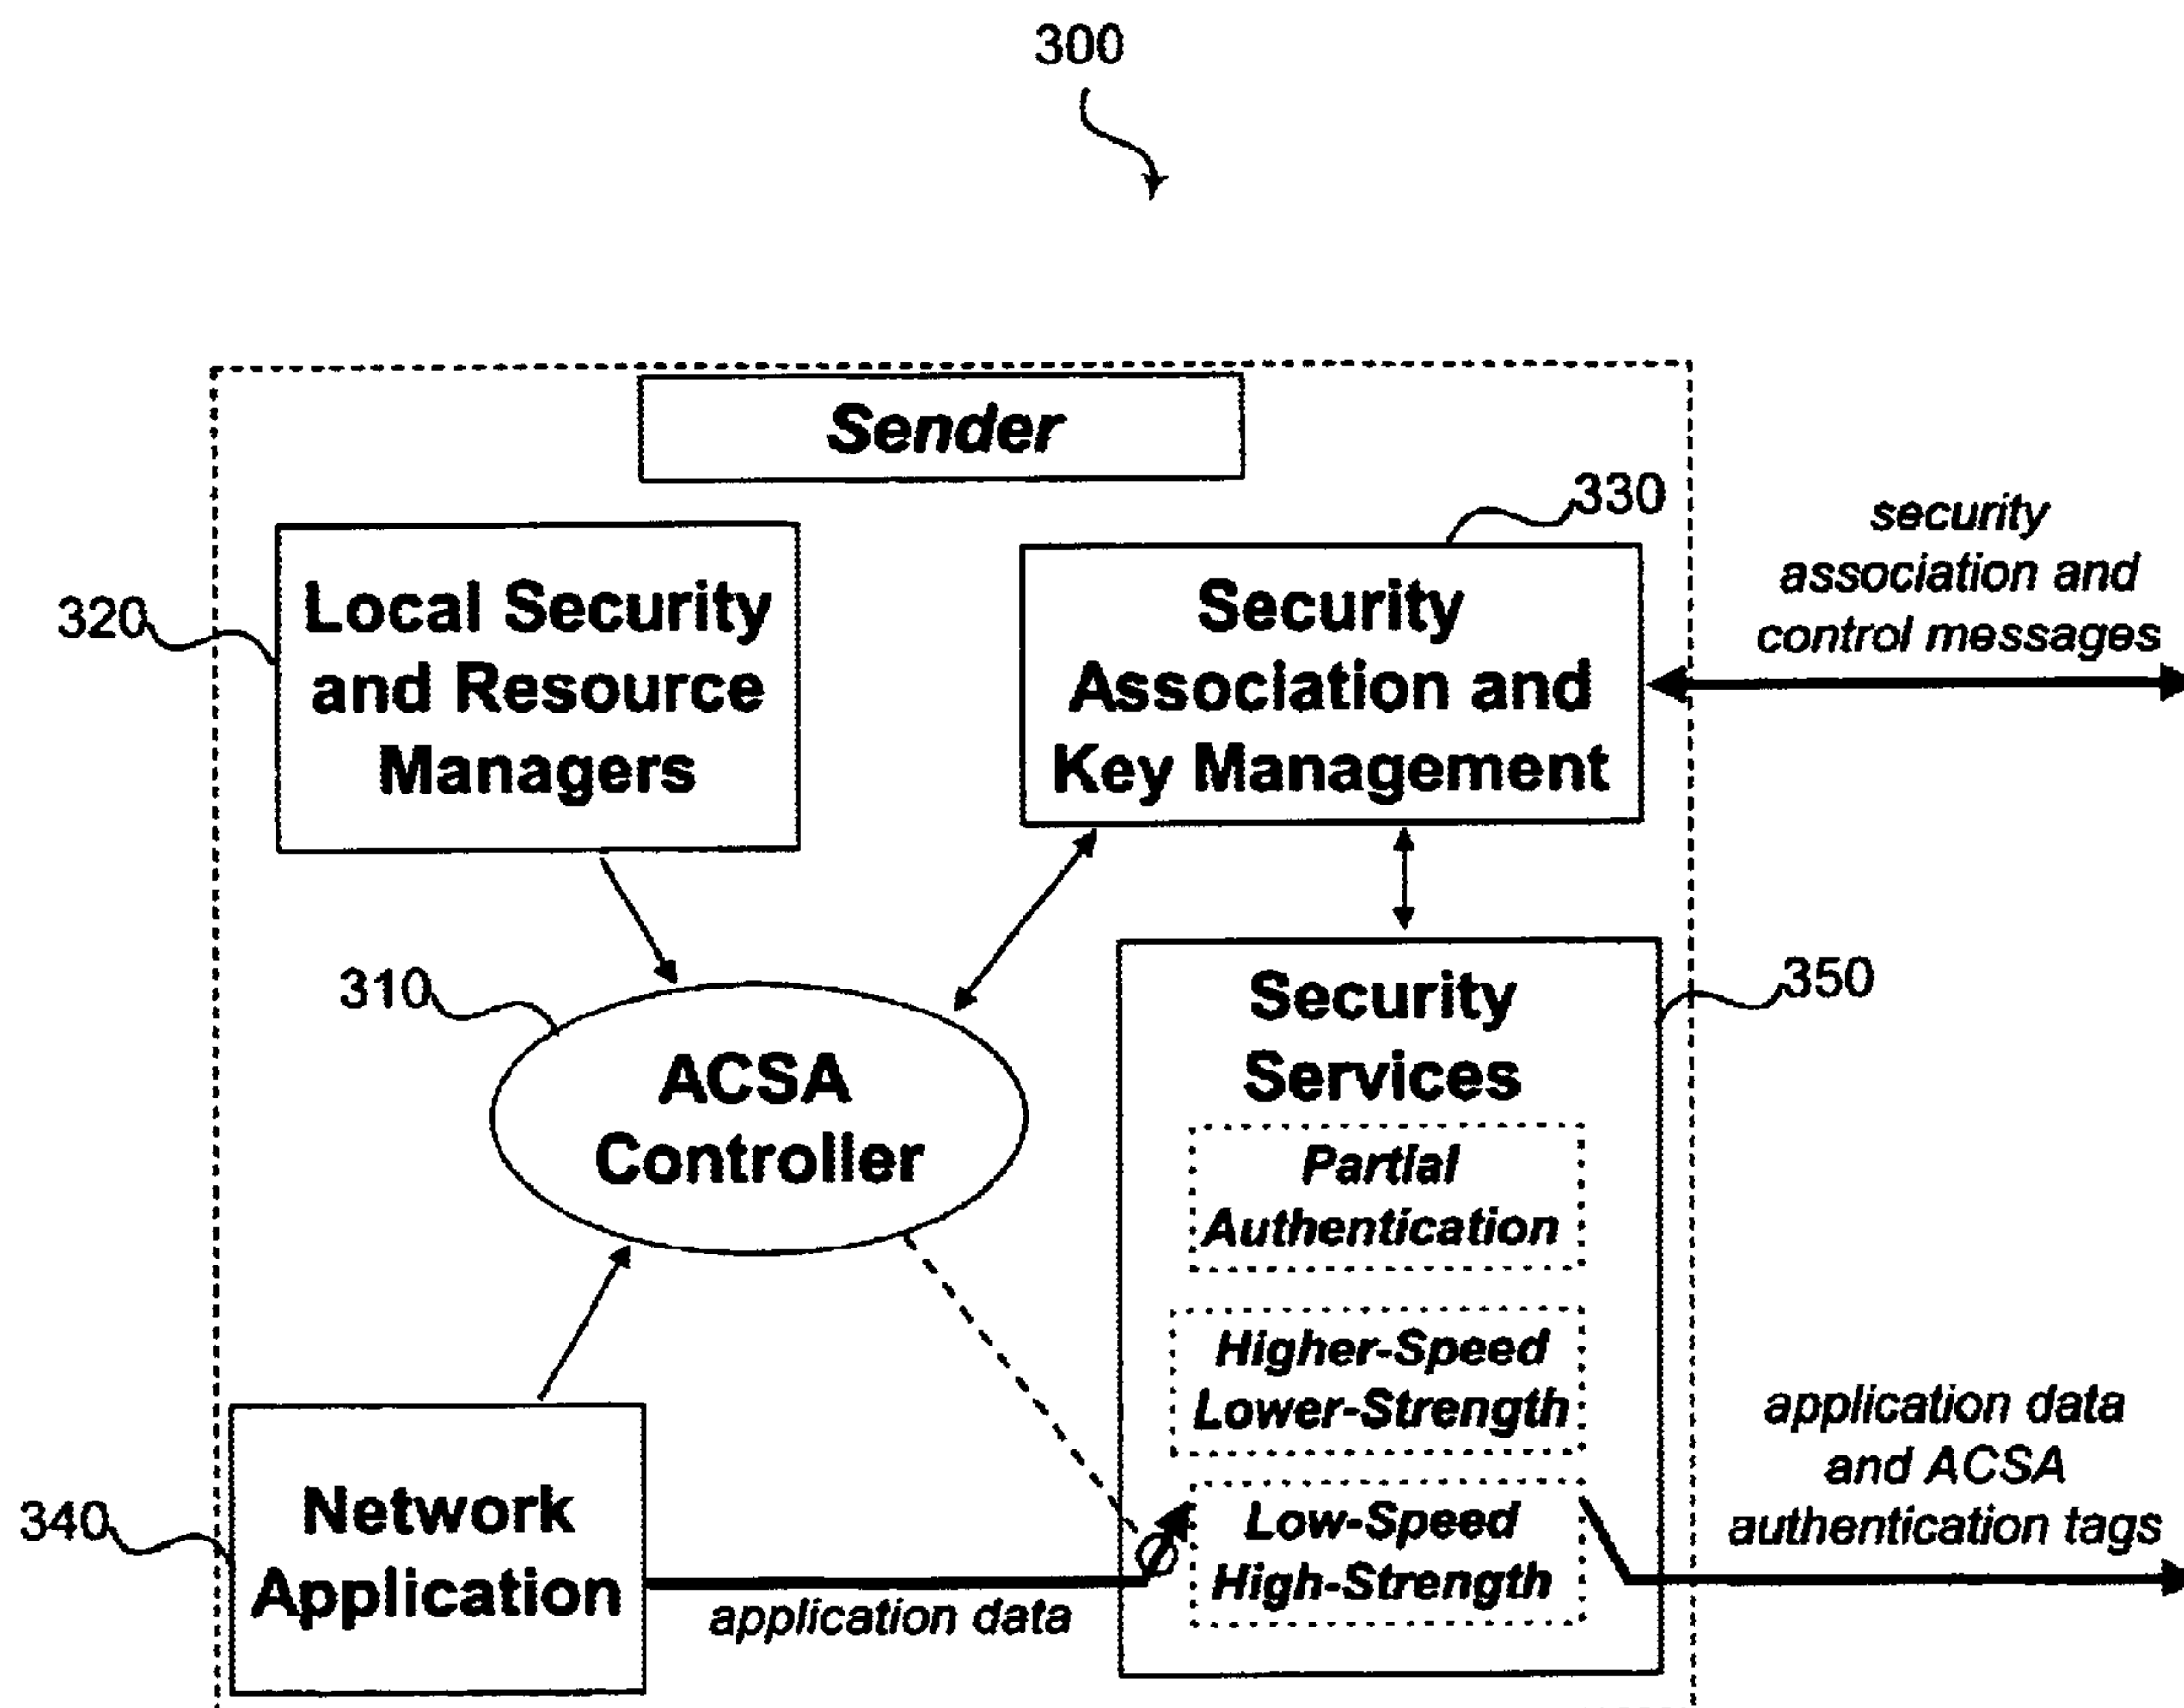 300
Sender
330
security
association and
control messages
320
Local Security
and Resource
Managers
Security
Association and
Key Management
310
ACSA
Controller
350
Security
Services
Partial
Authentication
Higher-Speed
Lower-Strength
Low-Speed
High-Strength
application data
and ACSA
authentication tags
340
Network
Application
application data